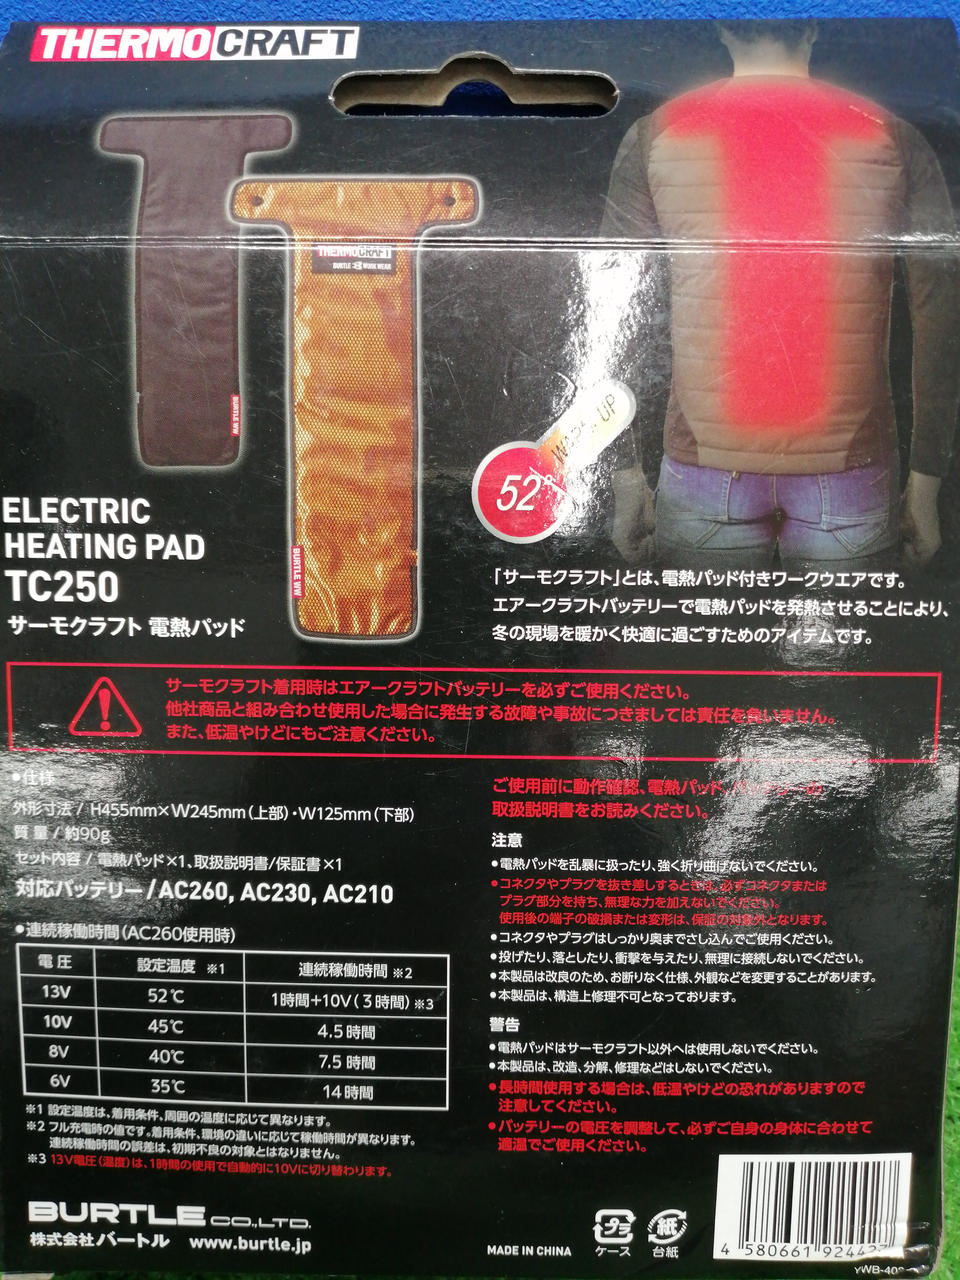 THERMOCRAFT
THERMOCRAFT
BURTLE WORK WEAR
BURTLE WW
BURTLE WW
52°
ELECTRIC
HEATING PAD
TC250
サーモクラフト 電熱パッド
「サーモクラフト」とは、電熱パッド付きワークウエアです。
エアークラフトバッテリーで電熱パッドを発熱させることにより、
冬の現場を暖かく快適に過ごすためのアイテムです。
サーモクラフト着用時はエアークラフトバッテリーを必ずご使用ください。
他社商品と組み合わせ使用した場合に発生する故障や事故につきましては責任を負いません。
また、低温やけどにもご注意ください。
●仕様
外形寸法 / H455mm×W245mm(上部)・W125mm(下部)
質量 / 約90g
セット内容 / 電熱パッド×1、取扱説明書/保証書×1
対応バッテリー/AC260, AC230, AC210
●連続稼働時間(AC260使用時)
電圧 設定温度 ※1 連続稼働時間 ※2
13V 52℃ 1時間+10V(3時間)※3
10V 45℃ 4.5時間
8V 40℃ 7.5時間
6V 35℃ 14時間
※1 設定温度は、着用条件、周囲の温度に応じて異なります。
※2 フル充電時の値です。着用条件、環境の違いに応じて稼働時間が異なります。
連続稼働時間の誤差は、初期不良の対象とはなりません。
※3 13V電圧(温度)は、1時間の使用で自動的に10Vに切り替わります。
ご使用前に動作確認、電熱パッド、
取扱説明書をお読みください。
注意
●電熱パッドを乱暴に扱ったり、強く折り曲げないでください。
●コネクタやプラグを抜き差しするときは、必ずコネクタまたは
プラグ部分を持ち、無理な力を加えないでください。
使用後の端子の破損または変形は、保証の対象外となります。
●コネクタやプラグはしっかり奥までさし込んでご使用ください。
●投げたり、落としたり、衝撃を与えたり、無理に接続しないでください。
●本製品は改良のため、お断りなく仕様、外観などを変更することがあります。
●本製品は、構造上修理不可となっております。
警告
●電熱パッドはサーモクラフト以外へは使用しないでください。
●本製品は、改造、分解、修理などはしないでください。
●長時間使用する場合は、低温やけどの恐れがありますので
注意してください。
●バッテリーの電圧を調整して、必ずご自身の身体に合わせて
適温でご使用ください。
BURTLE CO.,LTD.
株式会社バートル www.burtle.jp
MADE IN CHINA
プラ
ケース
紙
台紙
4 580661 92442